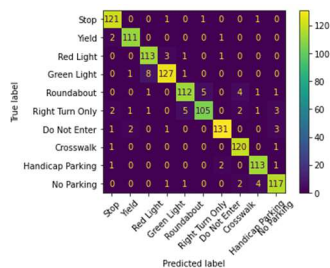 Stop 121 0 0 1 0 1 0 0 1 0
Yield 2 111 0 0 0 0 1 0 0 0
Red Light 0 0 113 3 1 0 1 0 0 0
Green Light 0 1 8 127 1 0 0 0 0 0
Roundabout 0 0 1 0 112 5 0 4 1 0
Right Turn Only 2 1 1 0 5 105 0 2 1 3
Do Not Enter 1 2 0 1 0 0 131 0 0 3
Crosswalk 1 0 0 0 0 0 0 120 0 1
Handicap Parking 1 0 0 0 0 0 2 0 113 1
No Parking 0 0 0 1 1 0 0 2 4 117
True label
Stop
Yield
Red Light
Green Light
Roundabout
Right Turn Only
Do Not Enter
Crosswalk
Handicap Parking
No Parking
Predicted label
120
100
80
60
40
20
0